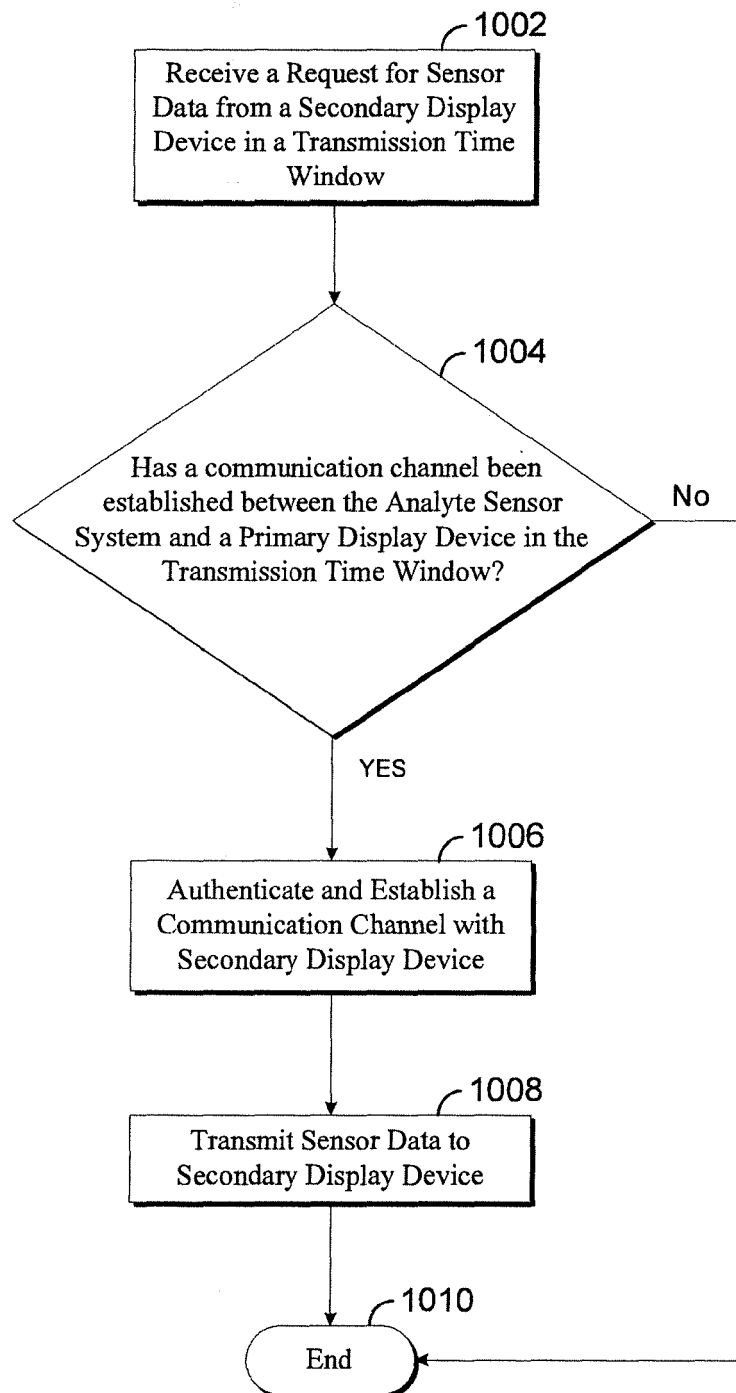 1002
Receive a Request for Sensor
Data from a Secondary Display
Device in a Transmission Time
Window
1004
Has a communication channel been
established between the Analyte Sensor
System and a Primary Display Device in the
Transmission Time Window?
No
YES
1006
Authenticate and Establish a
Communication Channel with
Secondary Display Device
1008
Transmit Sensor Data to
Secondary Display Device
1010
End